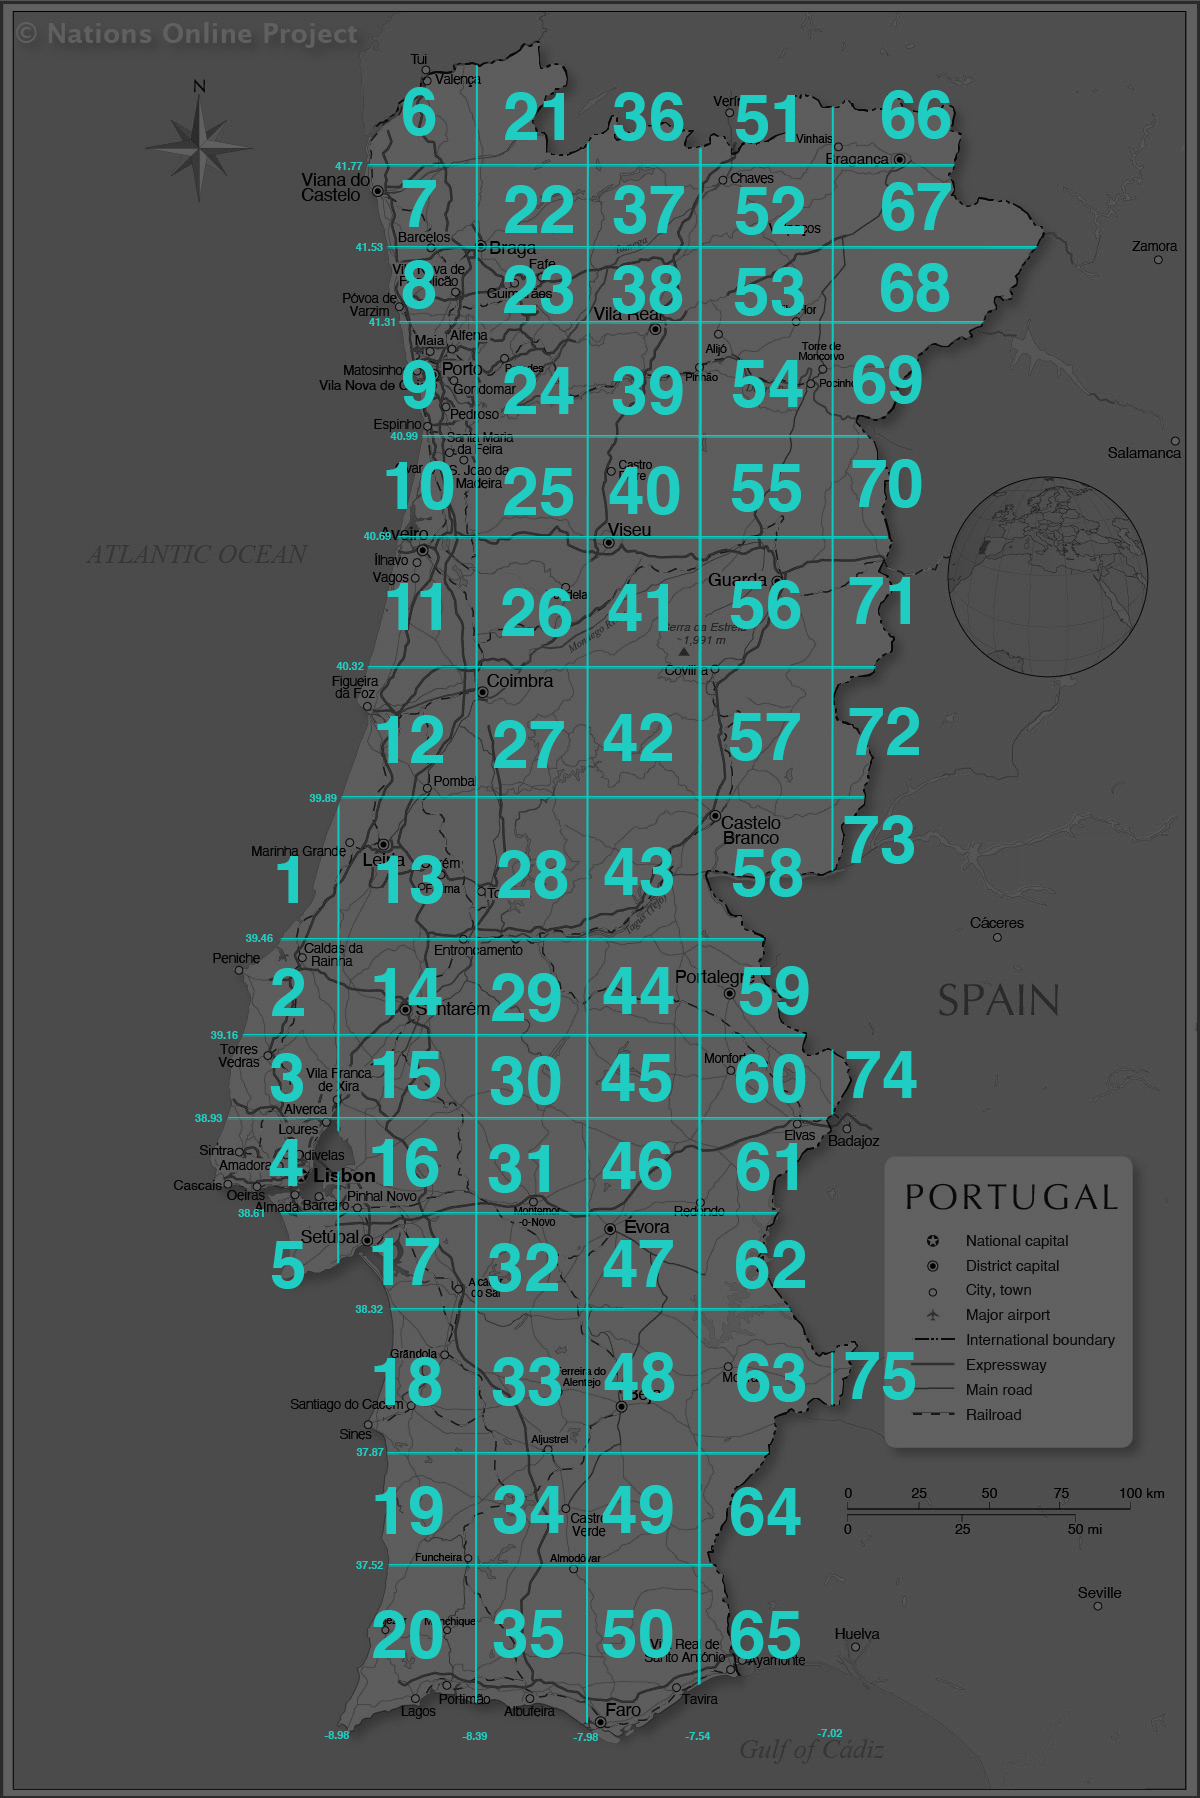 © Nations Online Project
N
Tui
Valença
6
21
36
Verín
51
66
Vinhais
Bragança
41.77
Viana do
Castelo
7
22
37
Chaves
52
67
Barcelos
Braga
Tamega
41.53
Zamora
Fafe
8
Guimarães
23
38
53
68
Póvoa de
Varzim
Vila Real
41.31
Maia
Alfena
Alijó
Torre de
Moncorvo
Matosinhos
Porto
Pinhão
Pocinho
Vila Nova de
9
Gondomar
24
39
54
69
Pedroso
Espinho
40.99
Santa Maria
da Feira
Salamanca
Castro
10
S. Joao da
Madeira
25
40
55
70
Aveiro
Viseu
40.69
ATLANTIC OCEAN
Ílhavo
Vagos
Guarda
11
26
41
56
71
Mondego
Serra da Estrela
~1,991 m
40.32
Covilhã
Figueira
da Foz
Coimbra
12
27
42
57
72
Pombal
39.89
Castelo
Branco
73
Marinha Grande
Leiria
1
13
28
43
58
Tagus (Tejo)
Cáceres
39.46
Entroncamento
Caldas da
Rainha
Peniche
2
14
Santarém
29
44
Portalegre
59
SPAIN
39.16
Torres
Vedras
3
Vila Franca
de Xira
15
30
45
Monforte
60
74
Alverca
38.93
Loures
Elvas
Badajoz
Sintra
Odivelas
Amadora
4
Lisbon
16
31
46
61
Cascais
Oeiras
Almada
Barreiro
Pinhal Novo
Montemor
-o-Novo
Redondo
38.61
Setúbal
Évora
5
17
32
47
62
Alcácer
do Sal
38.32
Grândola
18
33
Ferreira do
Alentejo
48
Beja
Moura
63
75
Santiago do Cacém
Sines
Aljustrel
37.87
19
34
Castro
Verde
49
64
37.52
Funcheira
Almodôvar
20
Monchique
35
50
Vila Real de
Santo António
65
Ayamonte
Lagos
Portimão
Albufeira
Faro
Tavira
-8.98
-8.39
-7.98
-7.54
-7.02
Gulf of Cádiz
PORTUGAL
National capital
District capital
City, town
Major airport
International boundary
Expressway
Main road
Railroad
0 25 50 75 100 km
0 25 50 mi
Seville
Huelva